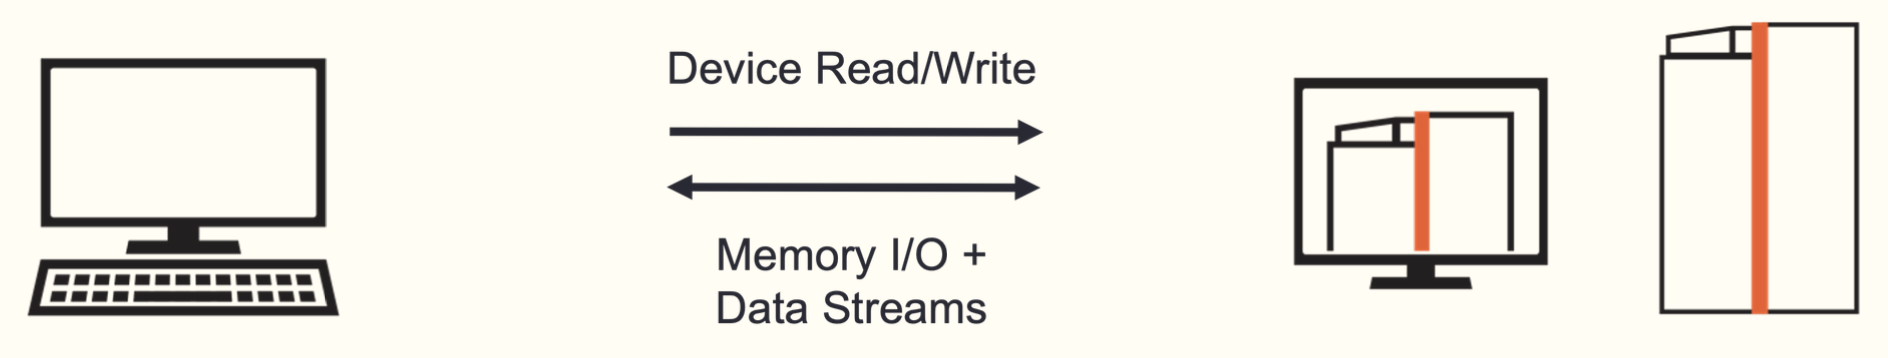 Device Read/Write
Memory I/O +
Data Streams